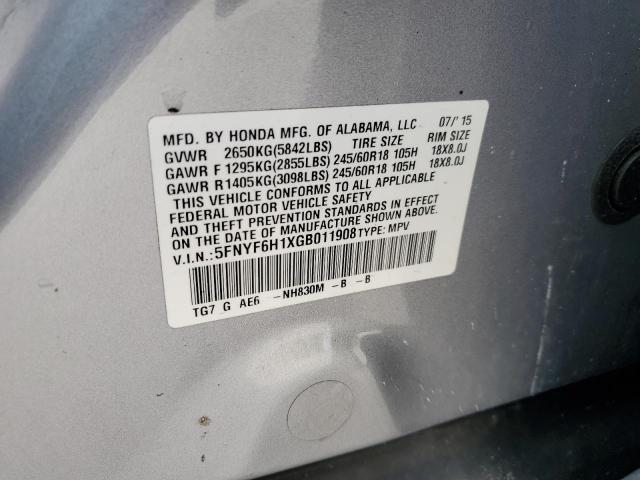 MFD. BY HONDA MFG. OF ALABAMA, LLC 07/'15
GVWR 2650KG(5842LBS) TIRE SIZE RIM SIZE
GAWR F 1295KG(2855LBS) 245/60R18 105H 18X8.0J
GAWR R1405KG(3098LBS) 245/60R18 105H 18X8.0J
THIS VEHICLE CONFORMS TO ALL APPLICABLE
FEDERAL MOTOR VEHICLE SAFETY
AND THEFT PREVENTION STANDARDS IN EFFECT
ON THE DATE OF MANUFACTURE SHOWN ABOVE.
V.I.N.:5FNYF6H1XGB011908 TYPE: MPV
TG7 G AE6 -NH830M -B -B